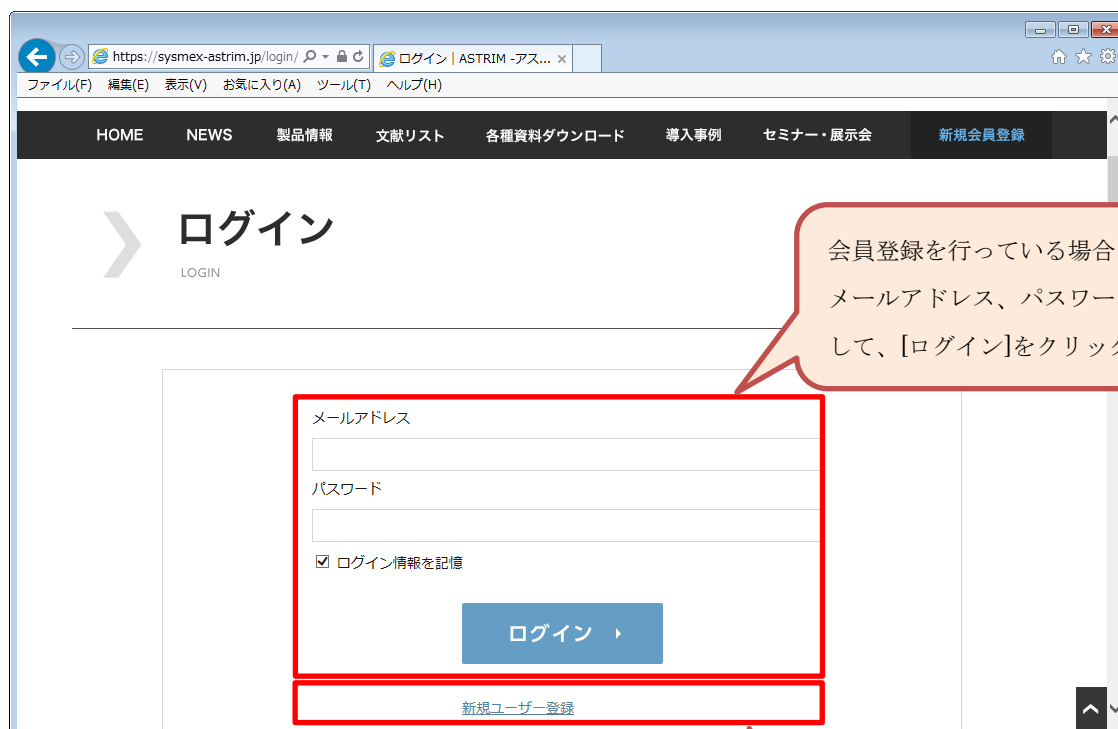 https://sysmex-astrim.jp/login/
ログイン | ASTRIM -アス...
ファイル(F) 編集(E) 表示(V) お気に入り(A) ツール(T) ヘルプ(H)
HOME NEWS 製品情報 文献リスト 各種資料ダウンロード 導入事例 セミナー・展示会 新規会員登録
ログイン
LOGIN
会員登録を行っている場合
メールアドレス、パスワー
して、[ログイン]をクリック
メールアドレス
パスワード
ログイン情報を記憶
ログイン
新規ユーザー登録